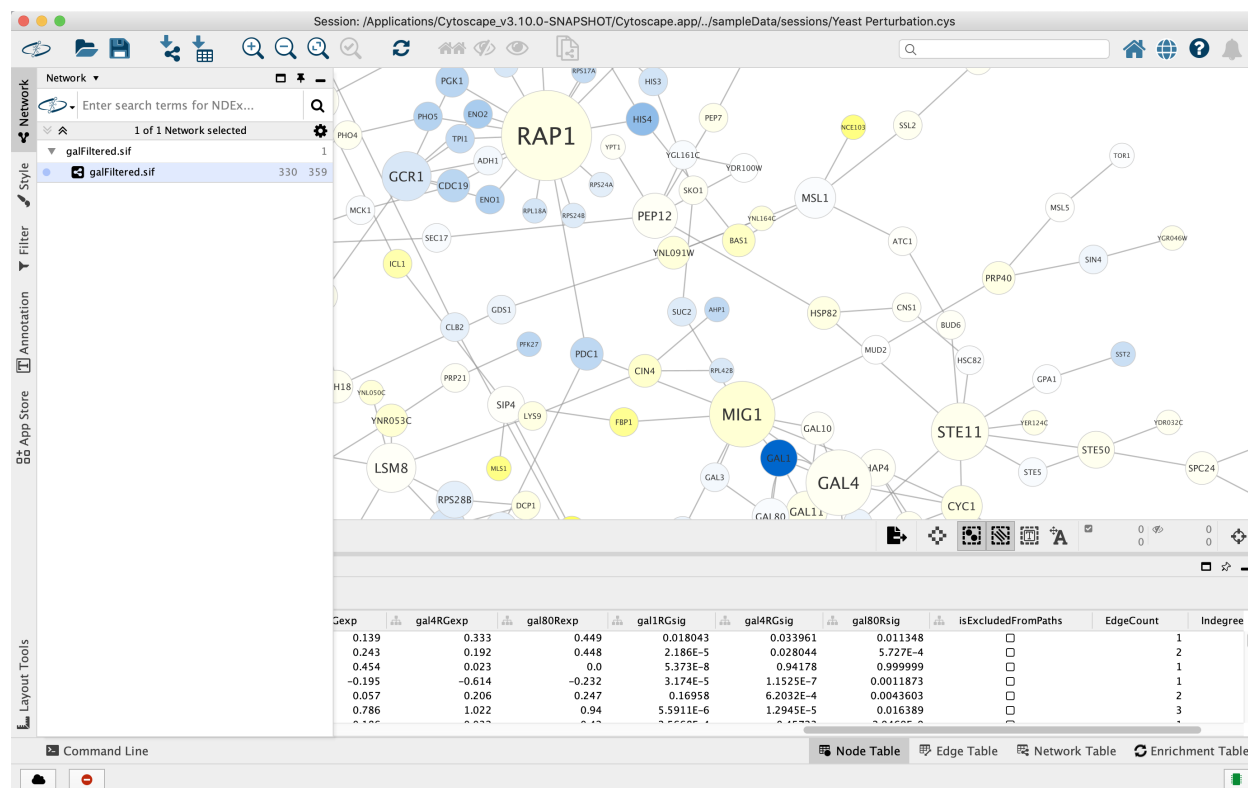 Session: /Applications/Cytoscape_v3.10.0-SNAPSHOT/Cytoscape.app/../sampleData/sessions/Yeast Perturbation.cys
Network
Style
Filter
Annotation
App Store
Layout Tools
Network ▼
Enter search terms for NDEx...
1 of 1 Network selected
galFiltered.sif 1
galFiltered.sif 330 359
RPS17A
PGK1
HIS3
PHO5
ENO2
HIS4
PEP7
NCE103
SSL2
PHO4
TPI1
RAP1
YPT1
YGL161C
TOR1
ADH1
YDR100W
GCR1
CDC19
RPS24A
SKO1
ENO1
MSL1
MCK1
RPL18A
RPS24B
PEP12
YNL164C
MSL5
SEC17
BAS1
ATC1
YGR046W
YNL091W
SIN4
ICL1
PRP40
GDS1
SUC2
AHP1
HSP82
CNS1
CLB2
BUD6
PFK27
PDC1
MUD2
HSC82
SST2
CIN4
RPL42B
PRP21
GPA1
H18
YNL050C
SIP4
LYS9
YNR053C
FBP1
MIG1
GAL10
STE11
YER124C
YDR032C
STE50
LSM8
MLS1
GAL1
GAL3
GAL4
HAP4
STE5
SPC24
RPS28B
DCP1
GAL80
GAL11
CYC1
0 0
0 0
Gexp gal4RGexp gal80Rexp gal1RGsig gal4RGsig gal80Rsig isExcludedFromPaths EdgeCount Indegree
0.139 0.333 0.449 0.018043 0.033961 0.011348 1
0.243 0.192 0.448 2.186E-5 0.028044 5.727E-4 2
0.454 0.023 0.0 5.373E-8 0.94178 0.999999 1
-0.195 -0.614 -0.232 3.174E-5 1.1525E-7 0.0011873 1
0.057 0.206 0.247 0.16958 6.2032E-4 0.0043603 2
0.786 1.022 0.94 5.5911E-6 1.2945E-5 0.016389 3
Command Line
Node Table
Edge Table
Network Table
Enrichment Table